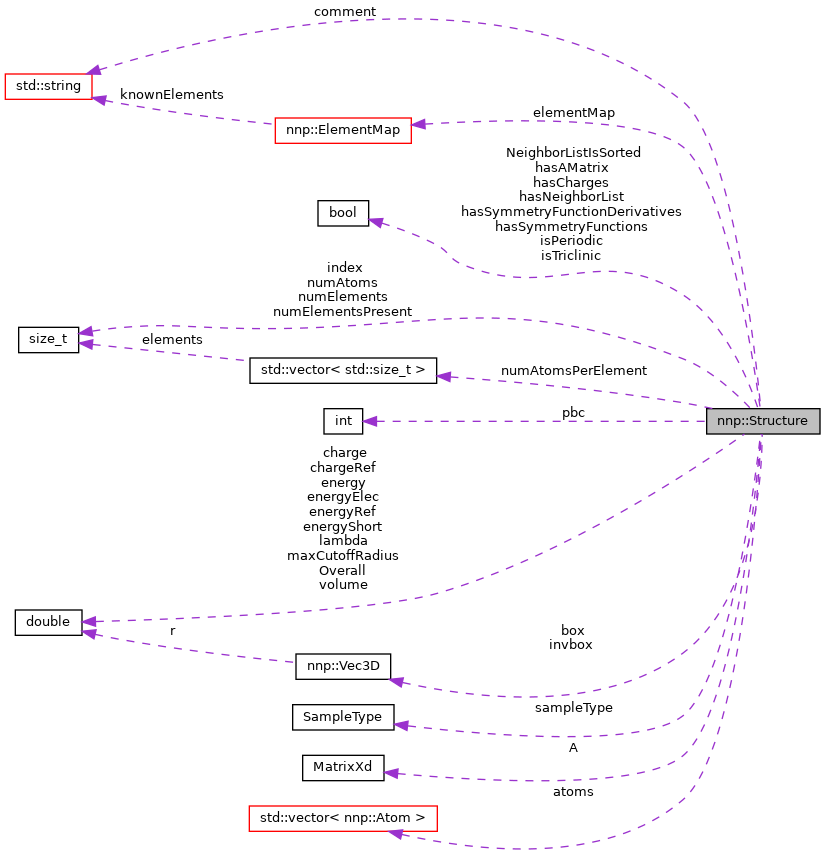 comment
std::string
knownElements
nnp::ElementMap
elementMap
NeighborListIsSorted
hasAMatrix
hasCharges
hasNeighborList
hasSymmetryFunctionDerivatives
hasSymmetryFunctions
isPeriodic
isTriclinic
bool
index
numAtoms
numElements
numElementsPresent
size_t
elements
std::vector< std::size_t >
numAtomsPerElement
int
pbc
nnp::Structure
charge
chargeRef
energy
energyElec
energyRef
energyShort
lambda
maxCutoffRadius
Overall
volume
double
r
nnp::Vec3D
box
invbox
SampleType
sampleType
MatrixXd
A
atoms
std::vector< nnp::Atom >